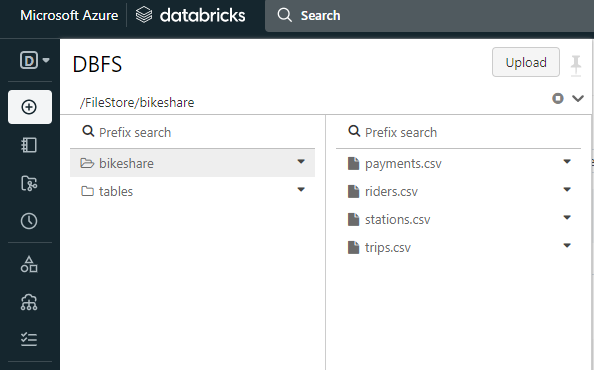 Microsoft Azure databricks Search
D
DBFS
Upload
/FileStore/bikeshare
Prefix search
bikeshare
tables
Prefix search
payments.csv
riders.csv
stations.csv
trips.csv